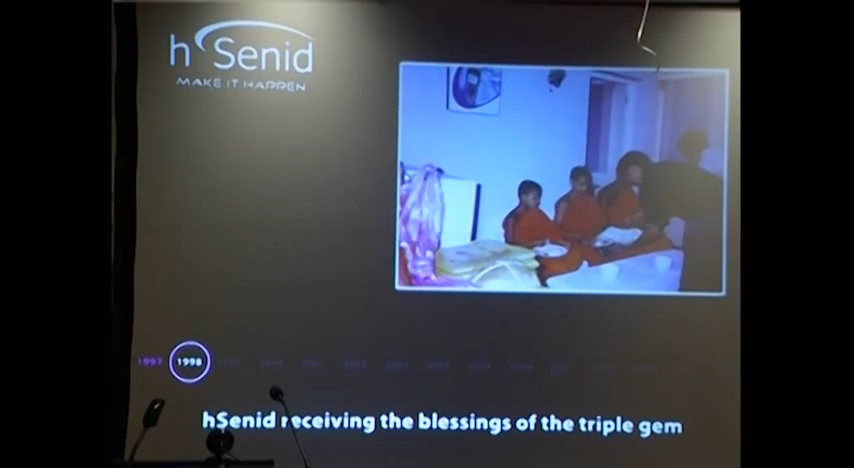 hSenid
MAKE IT HAPPEN
1997 1998
hSenid receiving the blessings of the triple gem